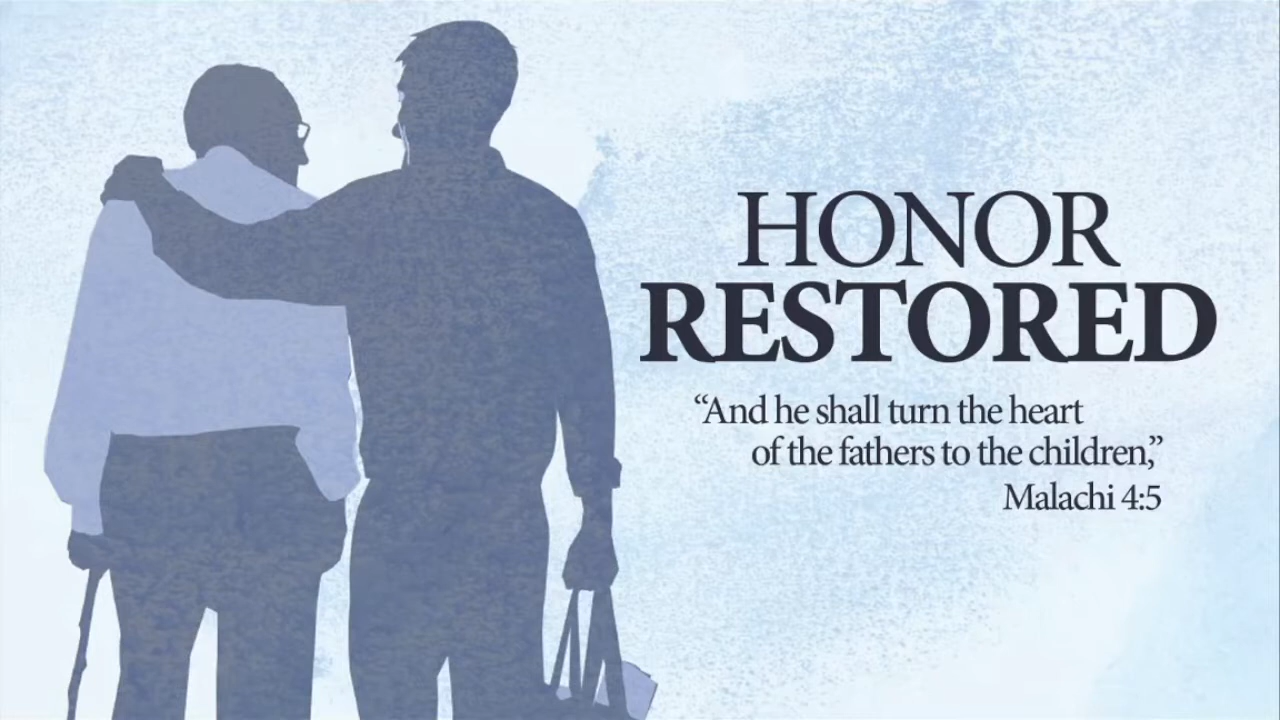 HONOR
RESTORED
“And he shall turn the heart
of the fathers to the children,”
Malachi 4:5